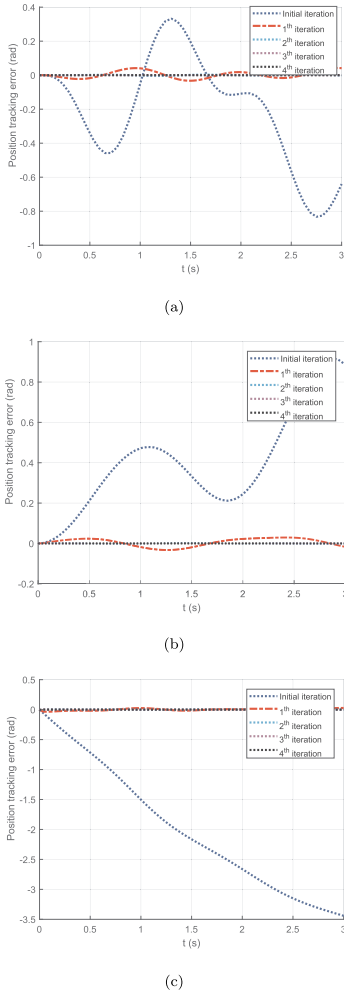 0.4
0.2
0
-0.2
-0.4
-0.6
-0.8
-1
0
0.5
1
1.5
2
2.5
3
Position tracking error (rad)
t (s)
Initial iteration
1th iteration
2th iteration
3th iteration
4th iteration
(a)
1
0.8
0.6
0.4
0.2
0
-0.2
0
0.5
1
1.5
2
2.5
3
Position tracking error (rad)
t (s)
Initial iteration
1th iteration
2th iteration
3th iteration
4th iteration
(b)
0.5
0
-0.5
-1
-1.5
-2
-2.5
-3
-3.5
0
0.5
1
1.5
2
2.5
3
Position tracking error (rad)
t (s)
Initial iteration
1th iteration
2th iteration
3th iteration
4th iteration
(c)